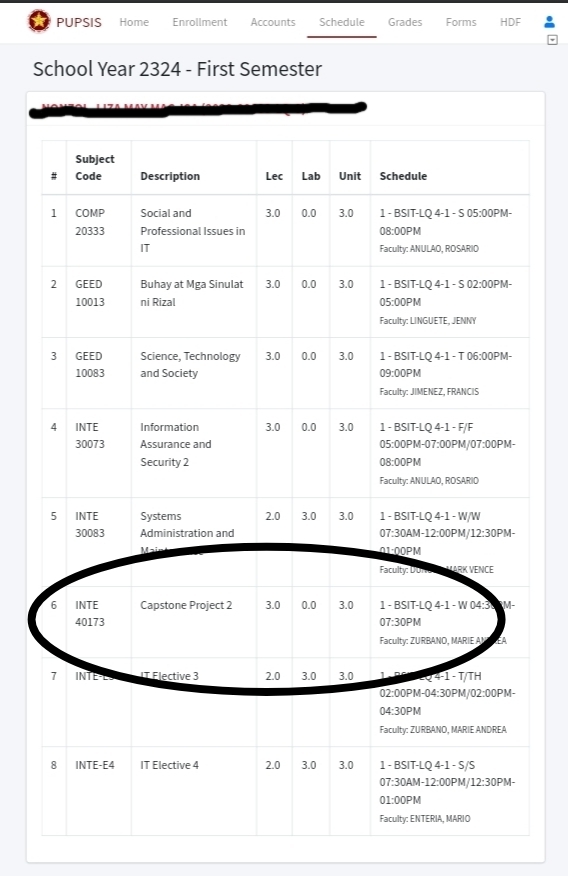 PUPSIS Home Enrollment Accounts Schedule Grades Forms HDF
School Year 2324 - First Semester
# Subject Code Description Lec Lab Unit Schedule
1 COMP 20333 Social and Professional Issues in IT 3.0 0.0 3.0 1 - BSIT-LQ 4-1 - S 05:00PM-08:00PM
Faculty: ANULAO, ROSARIO
2 GEED 10013 Buhay at Mga Sinulat ni Rizal 3.0 0.0 3.0 1 - BSIT-LQ 4-1 - S 02:00PM-05:00PM
Faculty: LINGUETE, JENNY
3 GEED 10083 Science, Technology and Society 3.0 0.0 3.0 1 - BSIT-LQ 4-1 - T 06:00PM-09:00PM
Faculty: JIMENEZ, FRANCIS
4 INTE 30073 Information Assurance and Security 2 3.0 0.0 3.0 1 - BSIT-LQ 4-1 - F/F 05:00PM-07:00PM/07:00PM-08:00PM
Faculty: ANULAO, ROSARIO
5 INTE 30083 Systems Administration and 2.0 3.0 3.0 1 - BSIT-LQ 4-1 - W/W 07:30AM-12:00PM/12:30PM-01:00PM
Faculty: MARK VENCE
6 INTE 40173 Capstone Project 2 3.0 0.0 3.0 1 - BSIT-LQ 4-1 - W 04:30PM-07:30PM
Faculty: ZURBANO, MARIE ANDREA
7 IT Elective 3 2.0 3.0 3.0 1 - BSIT-LQ 4-1 - T/TH 02:00PM-04:30PM/02:00PM-04:30PM
Faculty: ZURBANO, MARIE ANDREA
8 INTE-E4 IT Elective 4 2.0 3.0 3.0 1 - BSIT-LQ 4-1 - S/S 07:30AM-12:00PM/12:30PM-01:00PM
Faculty: ENTERIA, MARIO